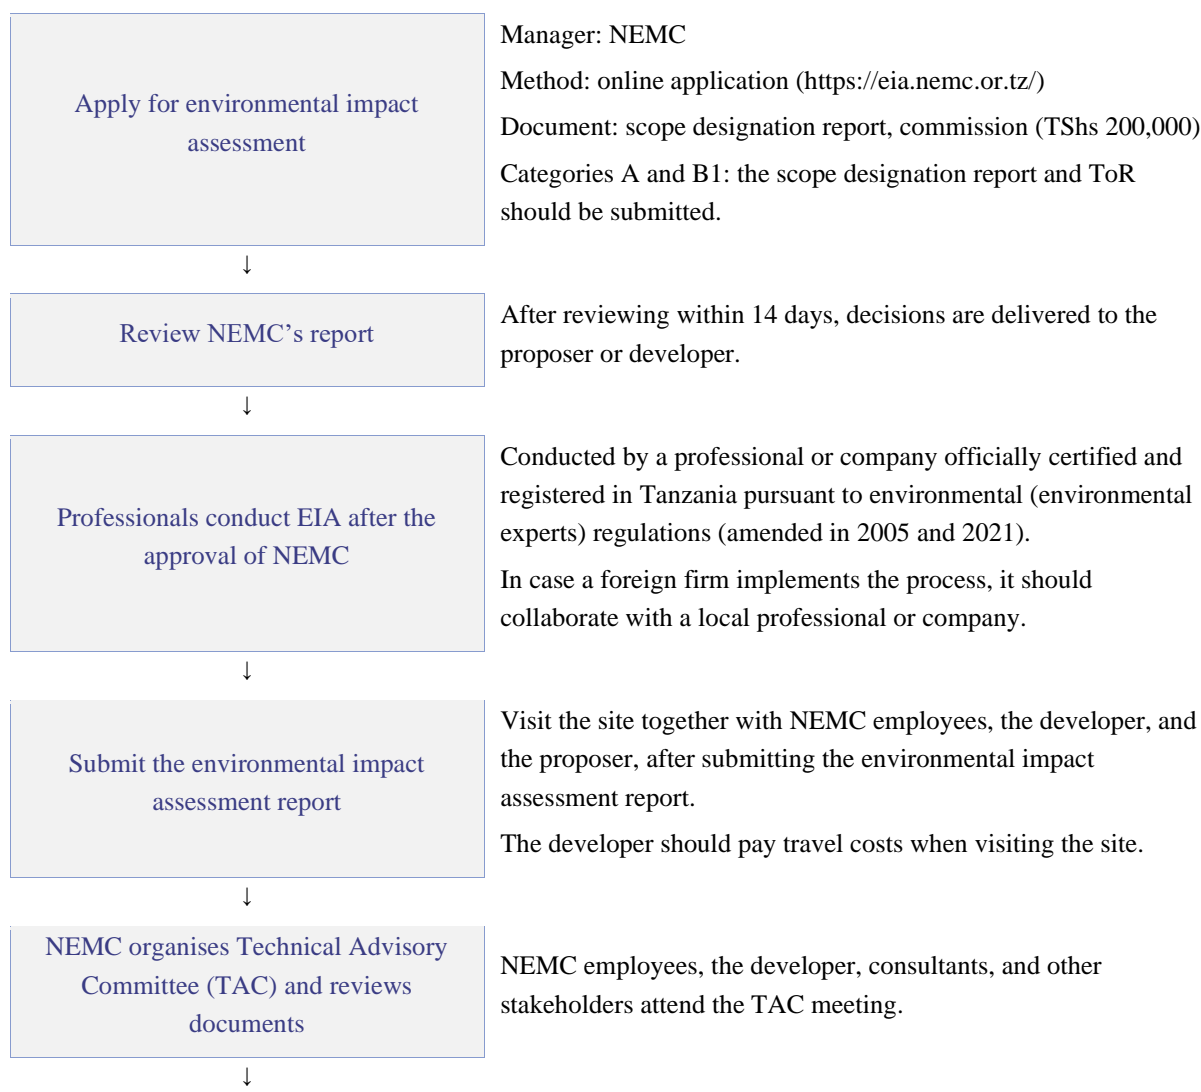 Apply for environmental impact
assessment
Manager: NEMC
Method: online application (https://eia.nemc.or.tz/)
Document: scope designation report, commission (TShs 200,000)
Categories A and B1: the scope designation report and ToR
should be submitted.
↓
Review NEMC’s report
After reviewing within 14 days, decisions are delivered to the
proposer or developer.
↓
Professionals conduct EIA after the
approval of NEMC
Conducted by a professional or company officially certified and
registered in Tanzania pursuant to environmental (environmental
experts) regulations (amended in 2005 and 2021).
In case a foreign firm implements the process, it should
collaborate with a local professional or company.
↓
Submit the environmental impact
assessment report
Visit the site together with NEMC employees, the developer, and
the proposer, after submitting the environmental impact
assessment report.
The developer should pay travel costs when visiting the site.
↓
NEMC organises Technical Advisory
Committee (TAC) and reviews
documents
NEMC employees, the developer, consultants, and other
stakeholders attend the TAC meeting.
↓